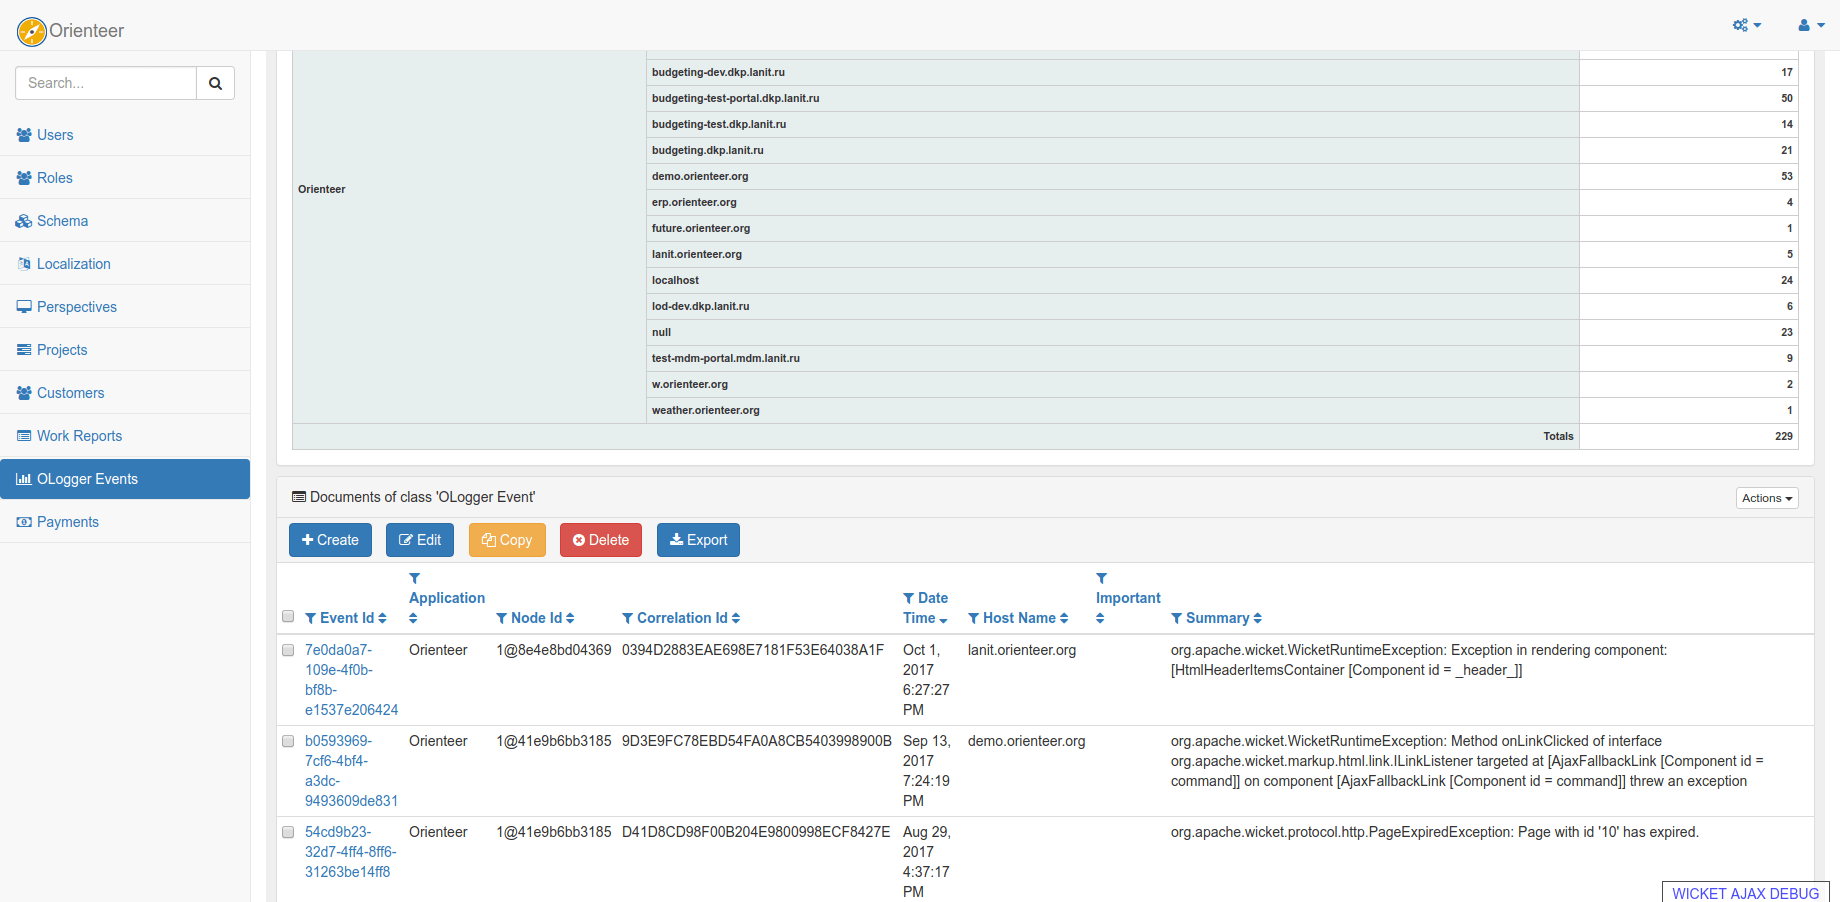 Orienteer
Search...
Users
Roles
Schema
Localization
Perspectives
Projects
Customers
Work Reports
OLogger Events
Payments
Orienteer
budgeting-dev.dkp.lanit.ru 17
budgeting-test-portal.dkp.lanit.ru 50
budgeting-test.dkp.lanit.ru 14
budgeting.dkp.lanit.ru 21
demo.orienteer.org 53
erp.orienteer.org 4
future.orienteer.org 1
lanit.orienteer.org 5
localhost 24
lod-dev.dkp.lanit.ru 6
null 23
test-mdm-portal.mdm.lanit.ru 9
w.orienteer.org 2
weather.orienteer.org 1
Totals 229
Documents of class 'OLogger Event' Actions
Create Edit Copy Delete Export
Event Id
Application
Node Id
Correlation Id
Date
Time
Host Name
Important
Summary
7e0da0a7-
109e-4f0b-
bf8b-
e1537e206424
Orienteer
1@8e4e8bd04369
0394D2883EAE698E7181F53E64038A1F
Oct 1,
2017
6:27:27
PM
lanit.orienteer.org
org.apache.wicket.WicketRuntimeException: Exception in rendering component:
[HtmlHeaderItemsContainer [Component id = _header_]]
b0593969-
7cf6-4bf4-
a3dc-
9493609de831
Orienteer
1@41e9b6bb3185
9D3E9FC78EBD54FA0A8CB5403998900B
Sep 13,
2017
7:24:19
PM
demo.orienteer.org
org.apache.wicket.WicketRuntimeException: Method onLinkClicked of interface
org.apache.wicket.markup.html.link.ILinkListener targeted at [AjaxFallbackLink [Component id =
command]] on component [AjaxFallbackLink [Component id = command]] threw an exception
54cd9b23-
32d7-4ff4-8ff6-
31263be14ff8
Orienteer
1@41e9b6bb3185
D41D8CD98F00B204E9800998ECF8427E
Aug 29,
2017
4:37:17
PM
org.apache.wicket.protocol.http.PageExpiredException: Page with id '10' has expired.
WICKET AJAX DEBUG